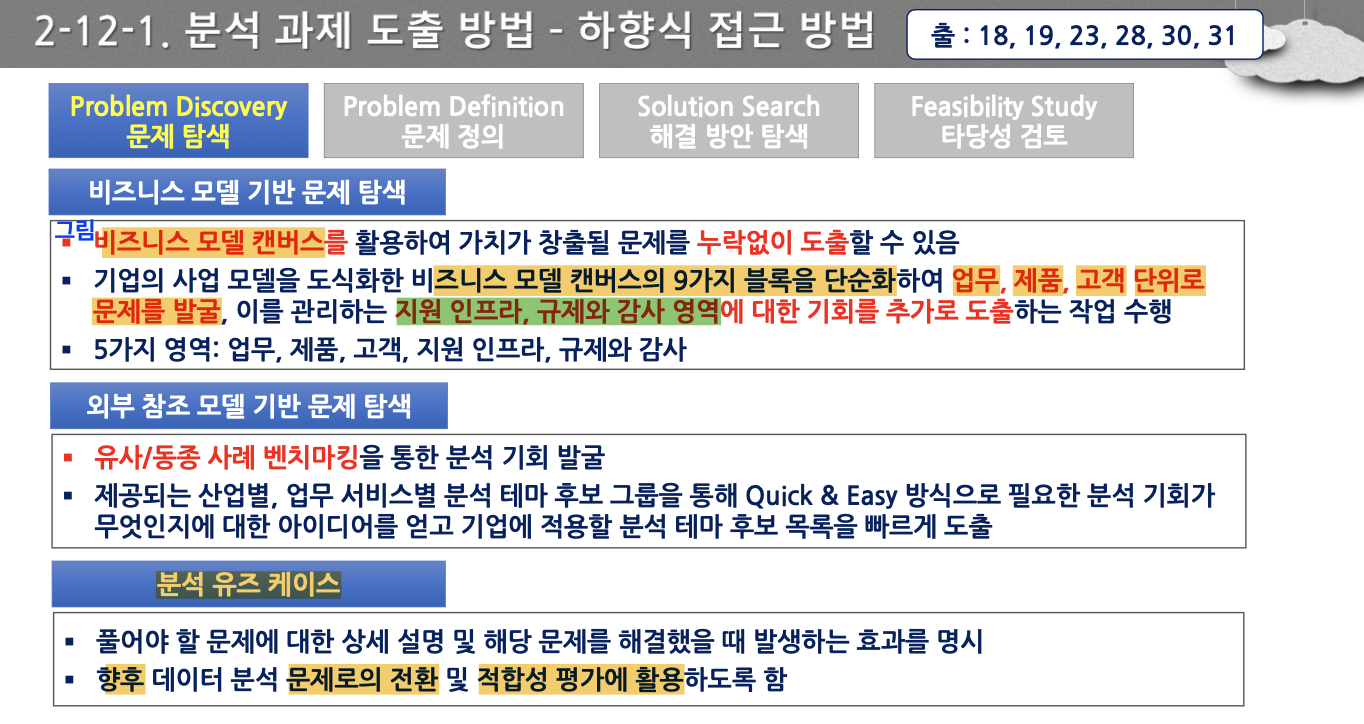 2-12-1. 분석 과제 도출 방법 - 하향식 접근 방법
출 : 18, 19, 23, 28, 30, 31
Problem Discovery
문제 탐색
Problem Definition
문제 정의
Solution Search
해결 방안 탐색
Feasibility Study
타당성 검토
비즈니스 모델 기반 문제 탐색
그림
▪ 비즈니스 모델 캔버스를 활용하여 가치가 창출될 문제를 누락없이 도출할 수 있음
▪ 기업의 사업 모델을 도식화한 비즈니스 모델 캔버스의 9가지 블록을 단순화하여 업무, 제품, 고객 단위로
문제를 발굴, 이를 관리하는 지원 인프라, 규제와 감사 영역에 대한 기회를 추가로 도출하는 작업 수행
▪ 5가지 영역: 업무, 제품, 고객, 지원 인프라, 규제와 감사
외부 참조 모델 기반 문제 탐색
▪ 유사/동종 사례 벤치마킹을 통한 분석 기회 발굴
▪ 제공되는 산업별, 업무 서비스별 분석 테마 후보 그룹을 통해 Quick & Easy 방식으로 필요한 분석 기회가
무엇인지에 대한 아이디어를 얻고 기업에 적용할 분석 테마 후보 목록을 빠르게 도출
분석 유즈 케이스
▪ 풀어야 할 문제에 대한 상세 설명 및 해당 문제를 해결했을 때 발생하는 효과를 명시
▪ 향후 데이터 분석 문제로의 전환 및 적합성 평가에 활용하도록 함